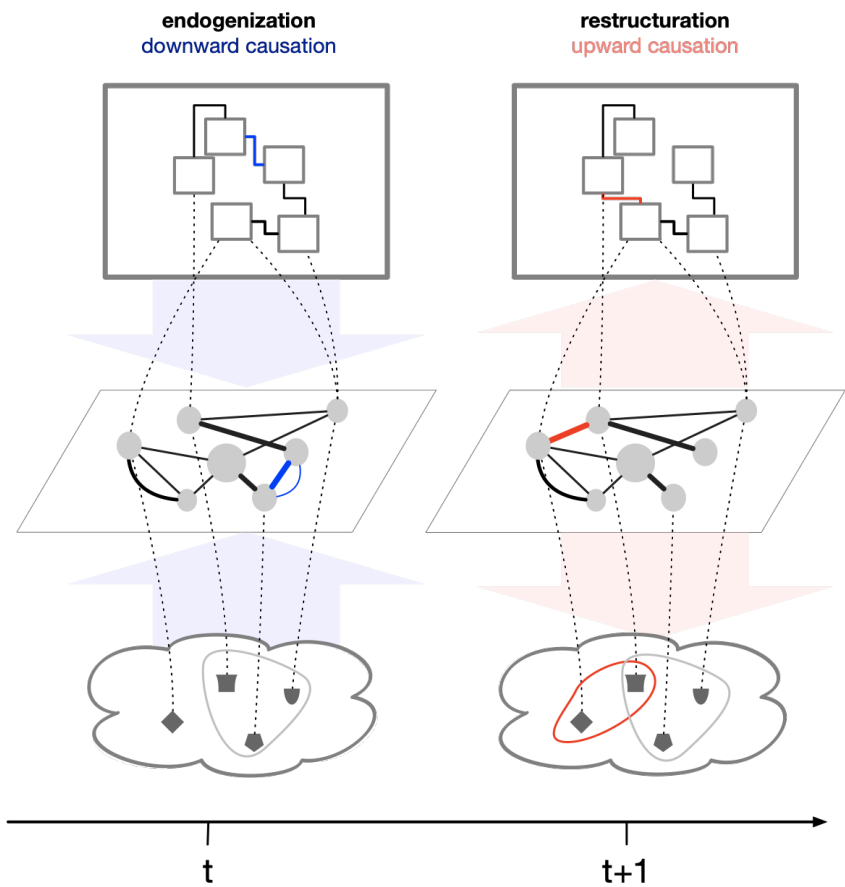 endogenization
downward causation
restructuration
upward causation
t
t+1